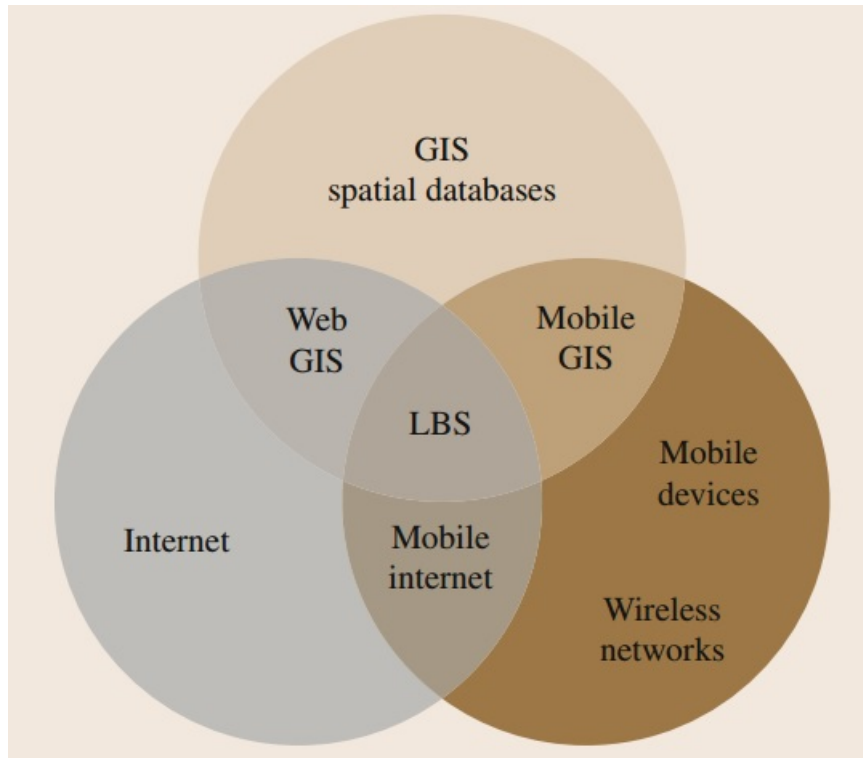 GIS
spatial databases
Web
GIS
Mobile
GIS
LBS
Mobile
devices
Internet
Mobile
internet
Wireless
networks